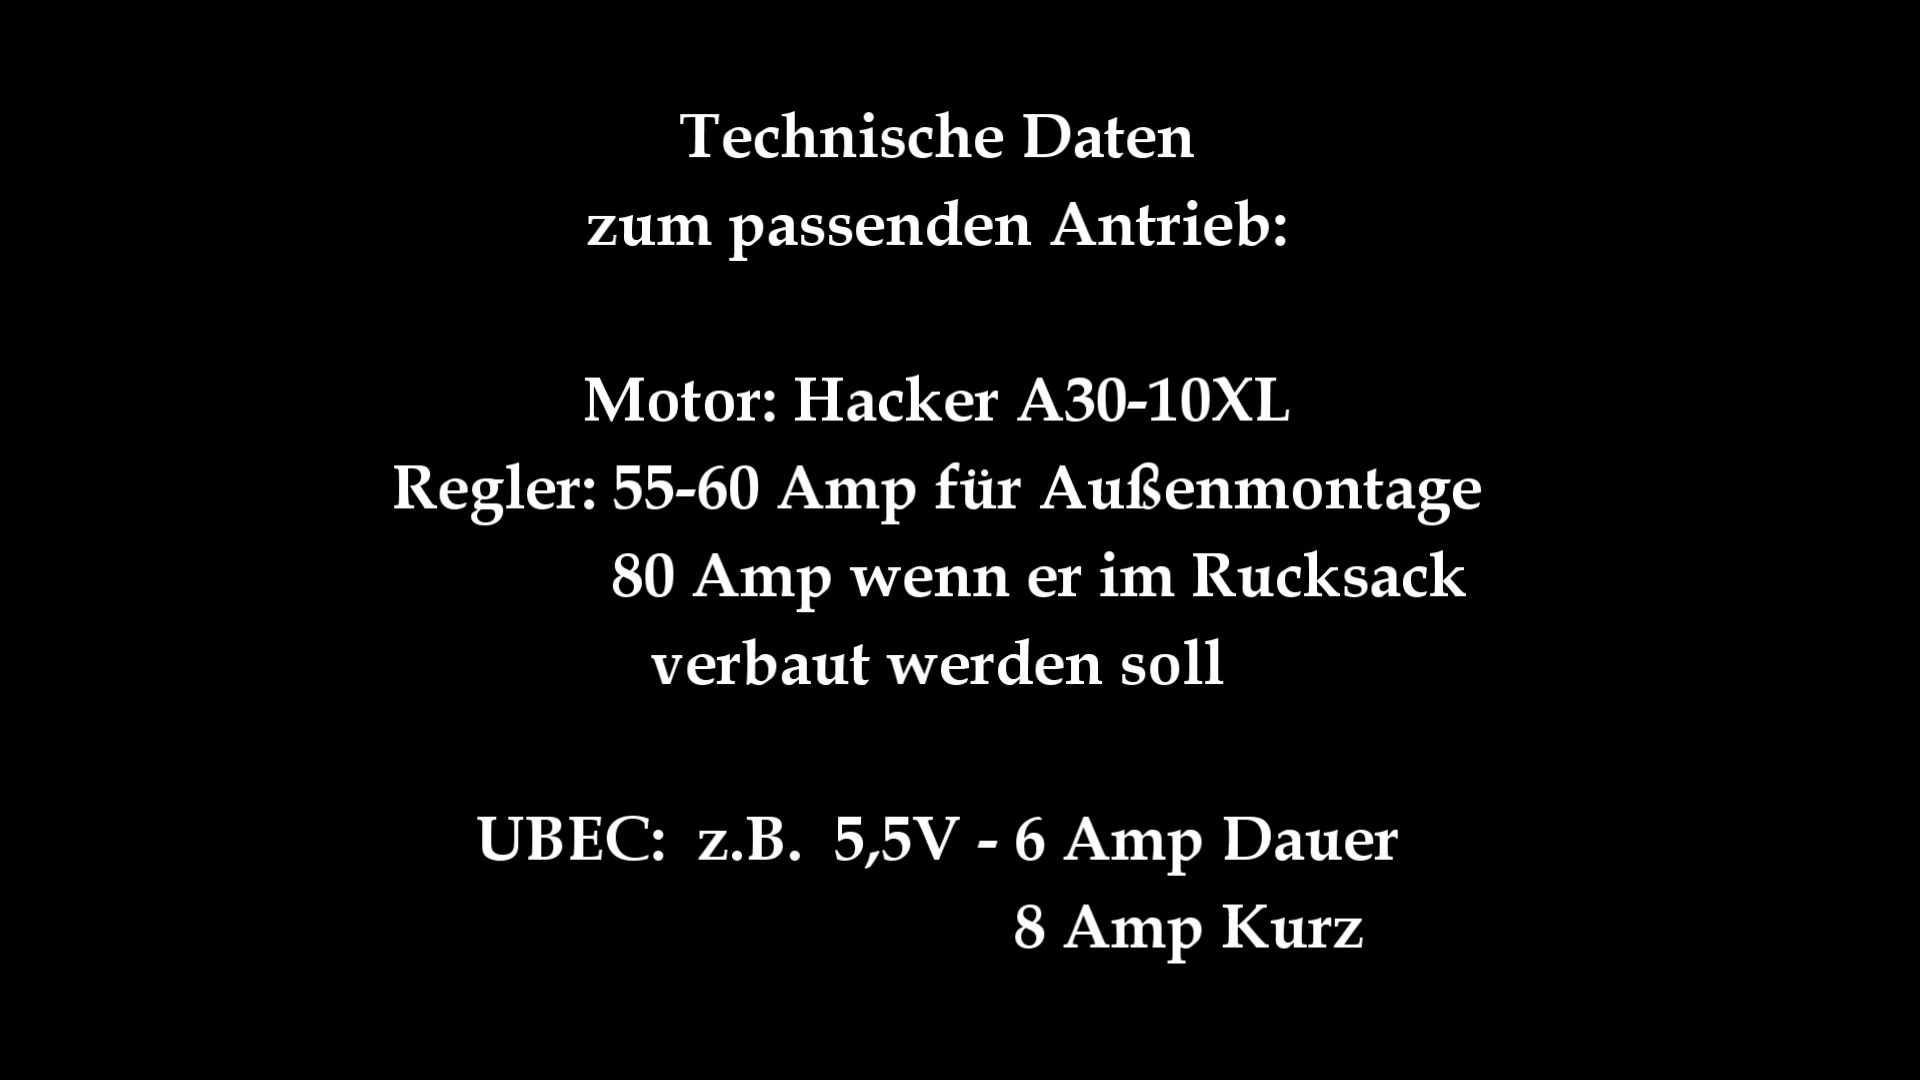 Technische Daten
zum passenden Antrieb:
Motor: Hacker A30-10XL
Regler: 55-60 Amp für Außenmontage
80 Amp wenn er im Rucksack
verbaut werden soll
UBEC: z.B. 5,5V - 6 Amp Dauer
8 Amp Kurz